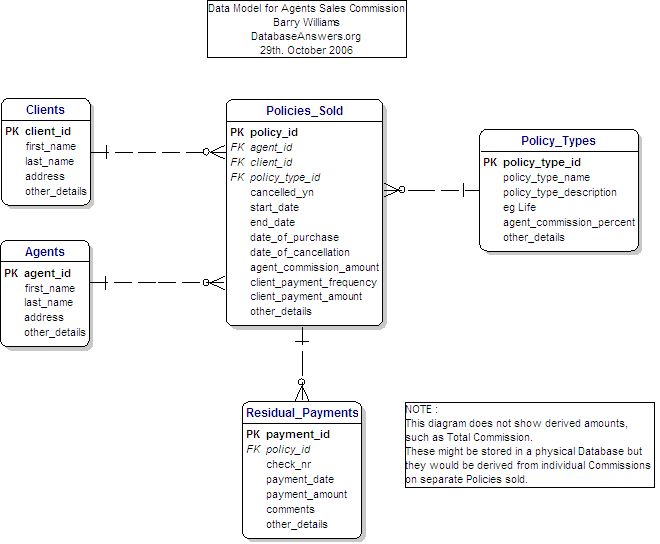 Data Model for Agents Sales Commission
Barry Williams
DatabaseAnswers.org
29th. October 2006
Clients
PK client_id
first_name
last_name
address
other_details
Agents
PK agent_id
first_name
last_name
address
other_details
Policies_Sold
PK policy_id
FK agent_id
FK client_id
FK policy_type_id
cancelled_yn
start_date
end_date
date_of_purchase
date_of_cancellation
agent_commission_amount
client_payment_frequency
client_payment_amount
other_details
Policy_Types
PK policy_type_id
policy_type_name
policy_type_description
eg Life
agent_commission_percent
other_details
Residual_Payments
PK payment_id
FK policy_id
check_nr
payment_date
payment_amount
comments
other_details
NOTE :
This diagram does not show derived amounts,
such as Total Commission.
These might be stored in a physical Database but
they would be derived from individual Commissions
on separate Policies sold.